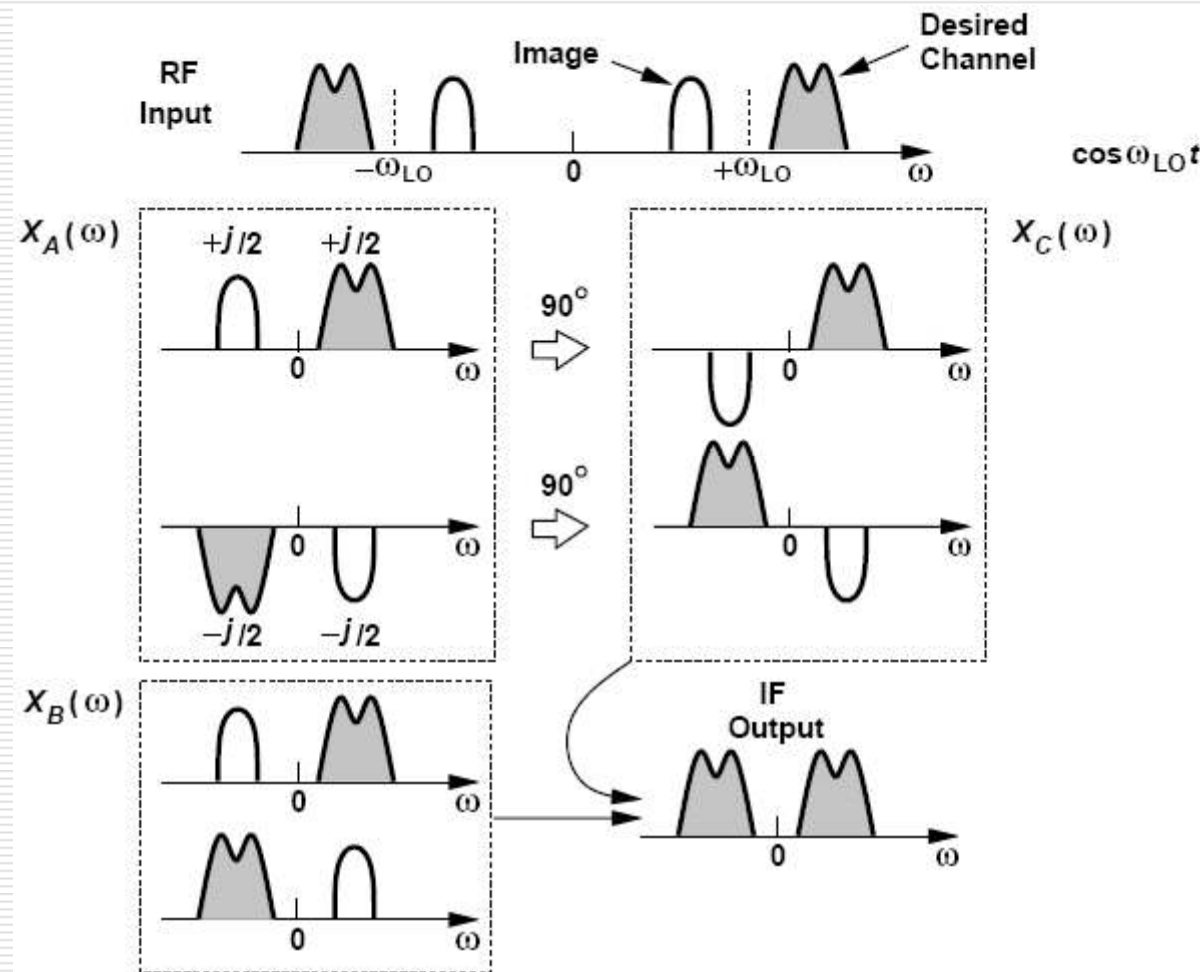 RF
Input
Image
Desired
Channel
−ωLO
0
+ωLO
ω
cosωLOt
XA(ω)
+j/2
+j/2
0
ω
0
ω
−j/2
−j/2
90°
90°
XC(ω)
0
ω
0
ω
XB(ω)
0
ω
0
ω
IF
Output
0
ω